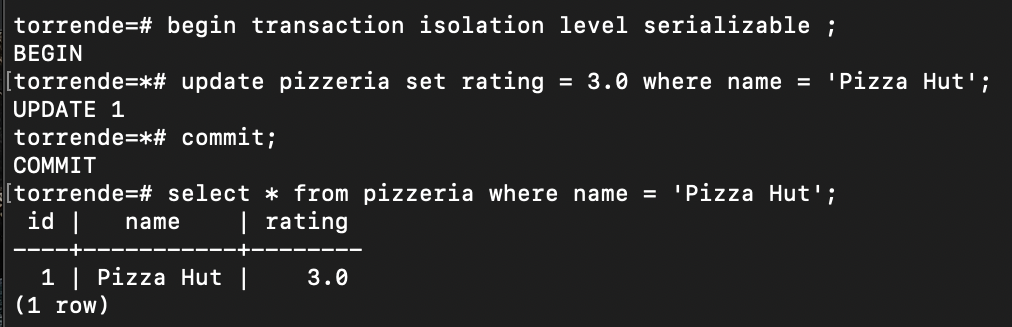 torrende=# begin transaction isolation level serializable ;
BEGIN
[torrende=*# update pizzeria set rating = 3.0 where name = 'Pizza Hut';
UPDATE 1
torrende=*# commit;
COMMIT
[torrende=# select * from pizzeria where name = 'Pizza Hut';
 id |   name    | rating
----+-----------+--------
  1 | Pizza Hut |    3.0
(1 row)